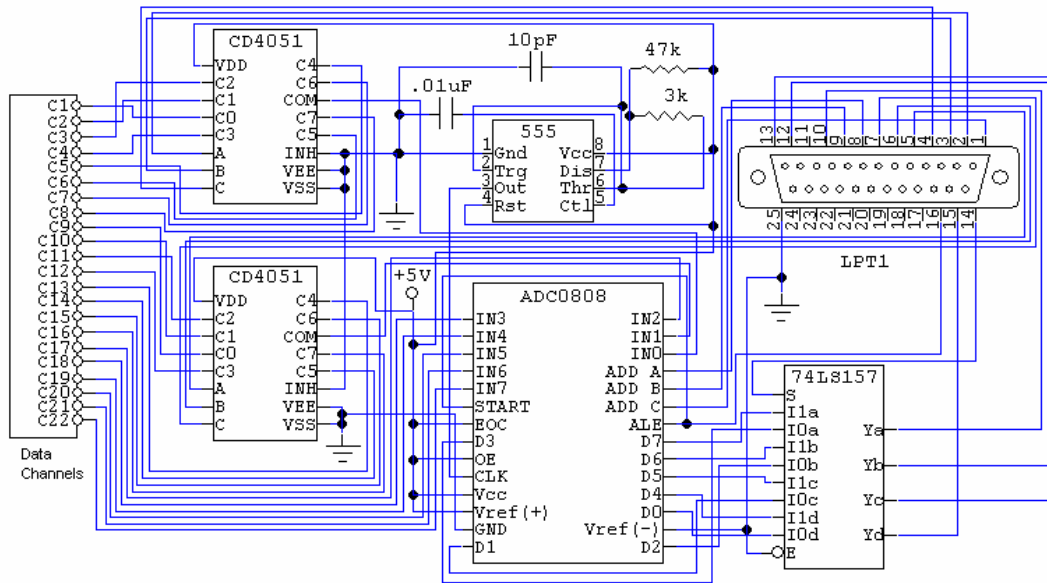 C1
C2
C3
C4
C5
C6
C7
C8
C9
C10
C11
C12
C13
C14
C15
C16
C17
C18
C19
C20
C21
C22
Data
Channels
CD4051
VDD C4
C2 C6
C1 COM
C0 C7
C3 C5
A INH
B VEE
C VSS
10pF
.01uF
47k
3k
555
1 Gnd Vcc 8
2 Trg Dis 7
3 Out Thr 6
4 Rst Ctl 5
13 12 11 10 9 8 7 6 5 4 3 2 1
25 24 23 22 21 20 19 18 17 16 15 14
LPT1
CD4051
VDD C4
C2 C6
C1 COM
C0 C7
C3 C5
A INH
B VEE
C VSS
+5V
ADC0808
IN3 IN2
IN4 IN1
IN5 IN0
IN6 ADD A
IN7 ADD B
START ADD C
EOC ALE
D3 D7
OE D6
CLK D5
Vcc D4
Vref(+) D0
GND Vref(-)
D1 D2
74LS157
S
I1a
I0a Ya
I1b
I0b Yb
I1c
I0c Yc
I1d
I0d Yd
E